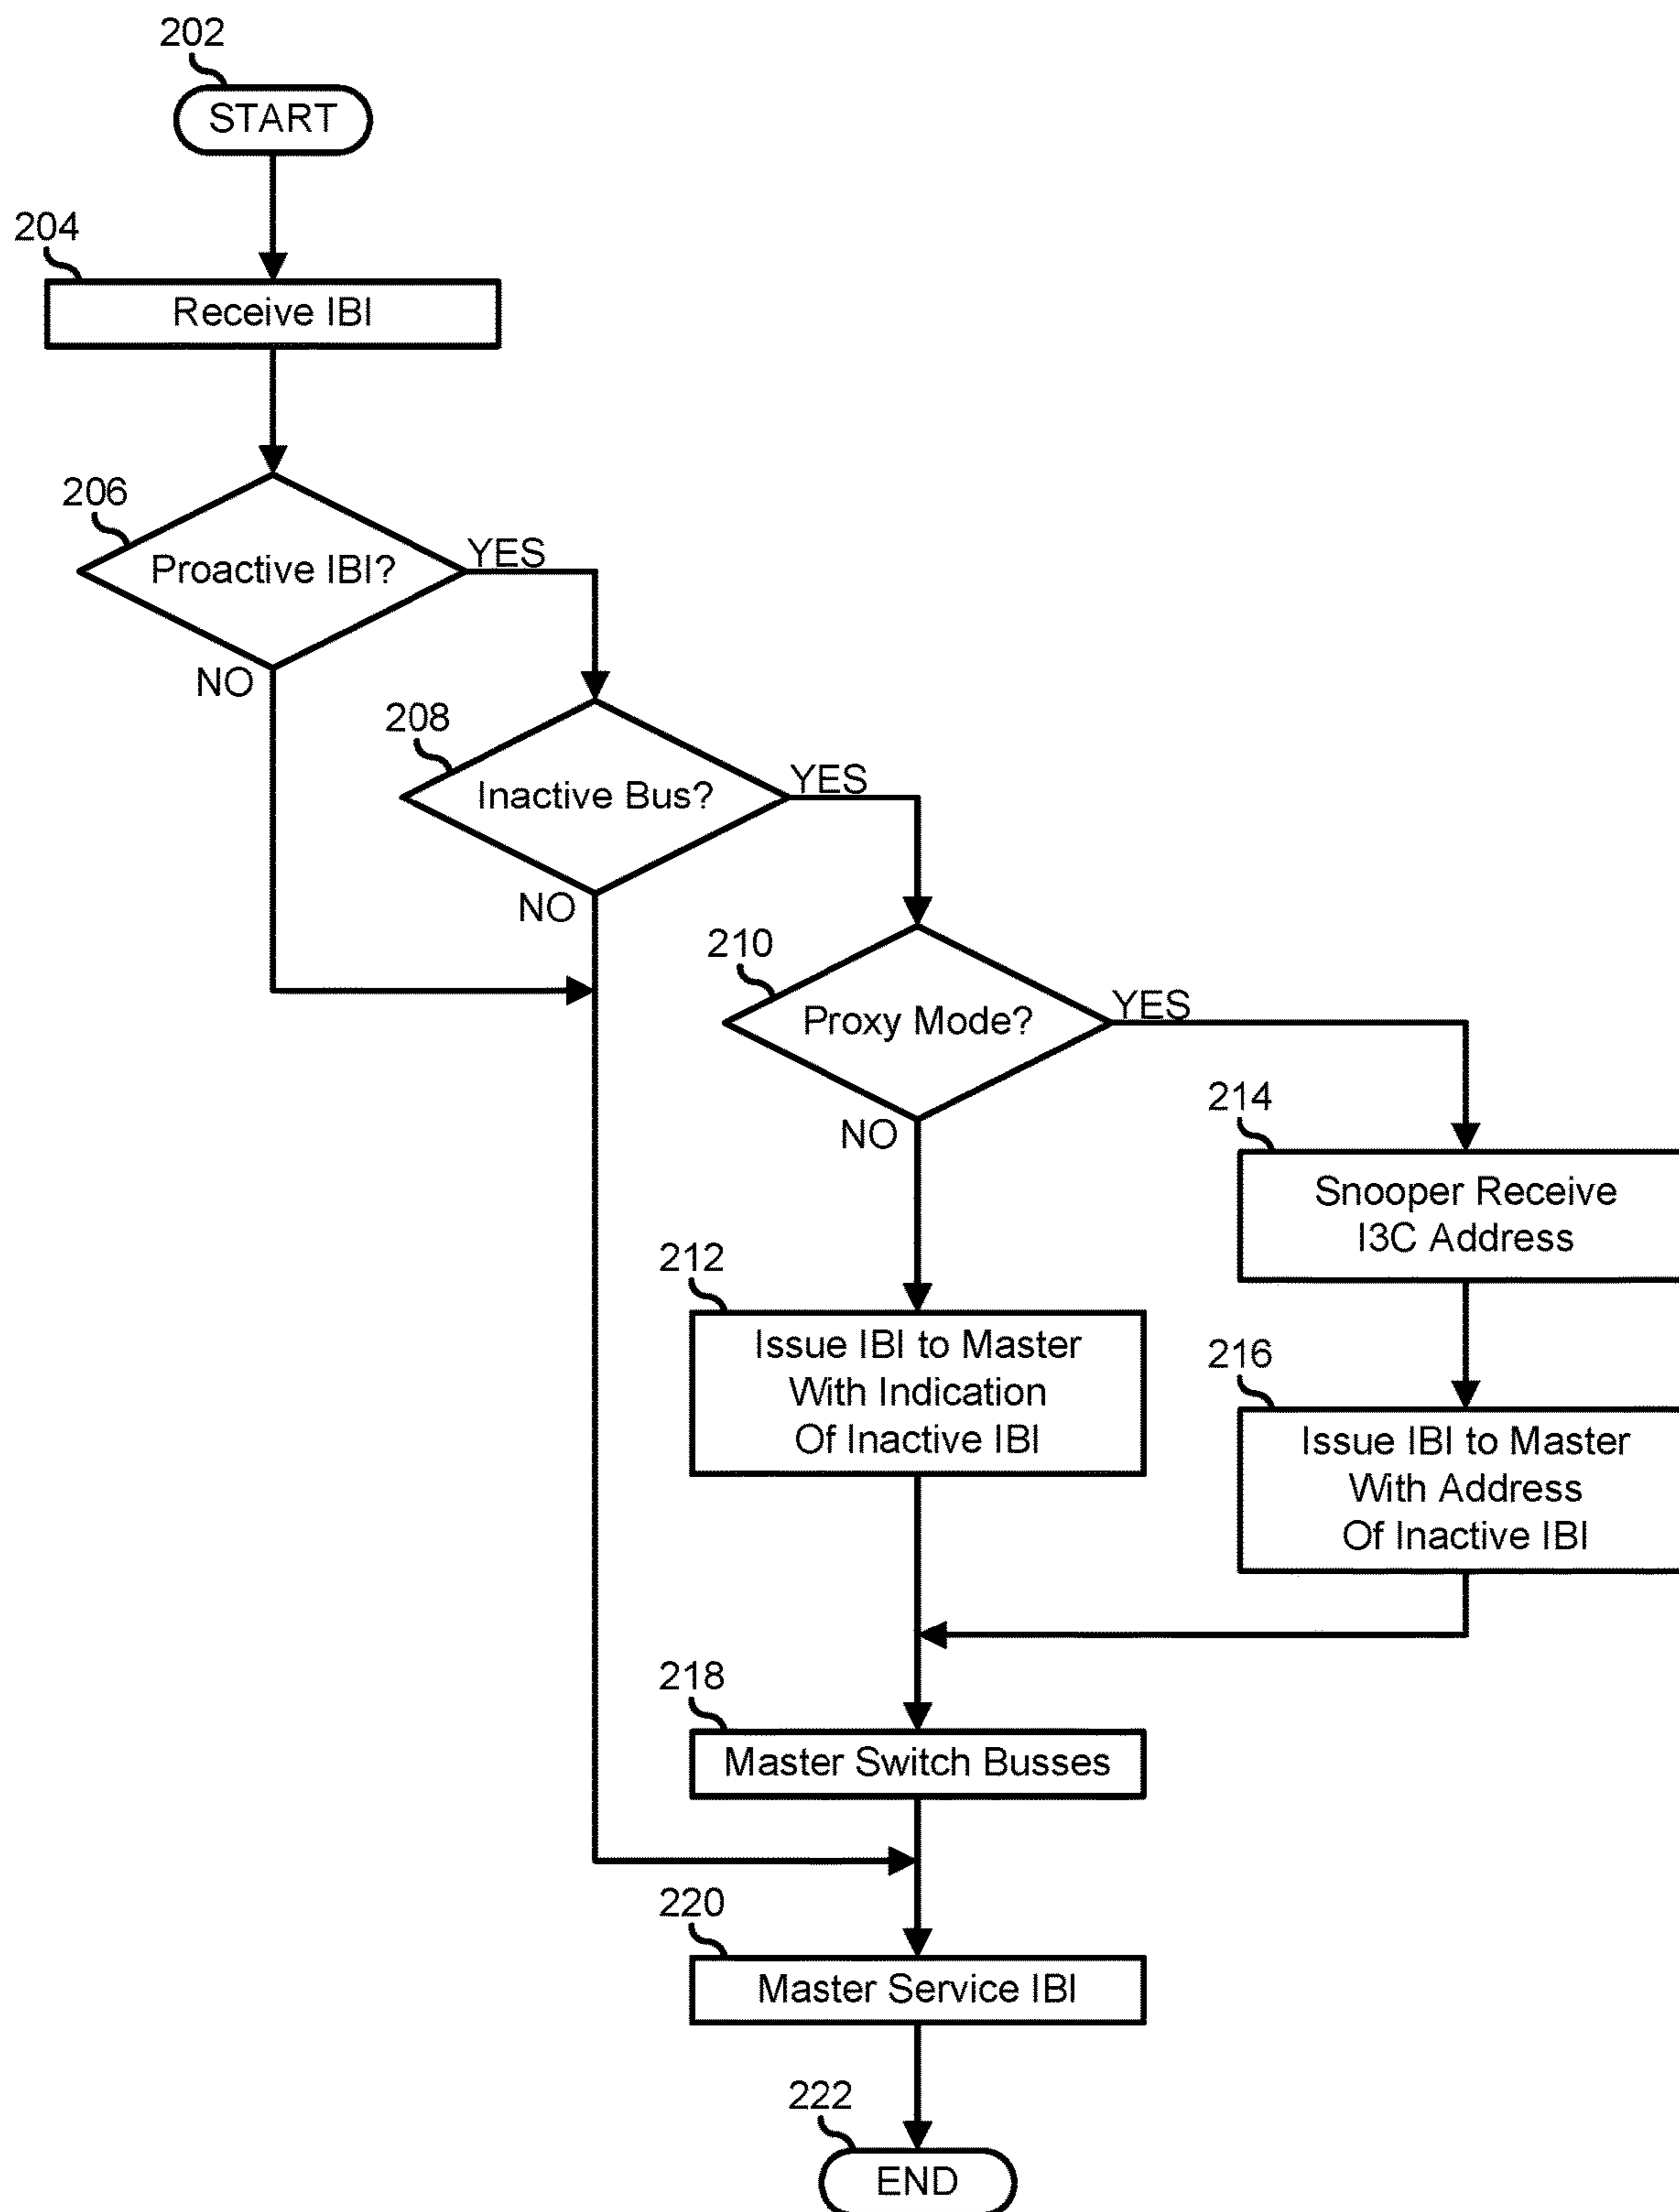 202
START
204
Receive IBI
206
Proactive IBI?
YES
NO
208
Inactive Bus?
YES
NO
210
Proxy Mode?
YES
NO
214
Snooper Receive
I3C Address
212
Issue IBI to Master
With Indication
Of Inactive IBI
216
Issue IBI to Master
With Address
Of Inactive IBI
218
Master Switch Busses
220
Master Service IBI
222
END